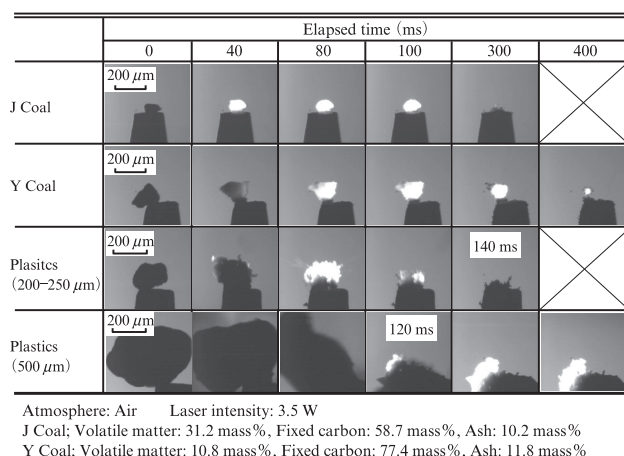 Elapsed time (ms)
0 40 80 100 300 400
200 μm
J Coal
200 μm
Y Coal
200 μm
140 ms
Plasitcs
(200−250 μm)
200 μm
120 ms
Plastics
(500 μm)
Atmosphere: Air Laser intensity: 3.5 W
J Coal; Volatile matter: 31.2 mass%, Fixed carbon: 58.7 mass%, Ash: 10.2 mass%
Y Coal; Volatile matter: 10.8 mass%, Fixed carbon: 77.4 mass%, Ash: 11.8 mass%